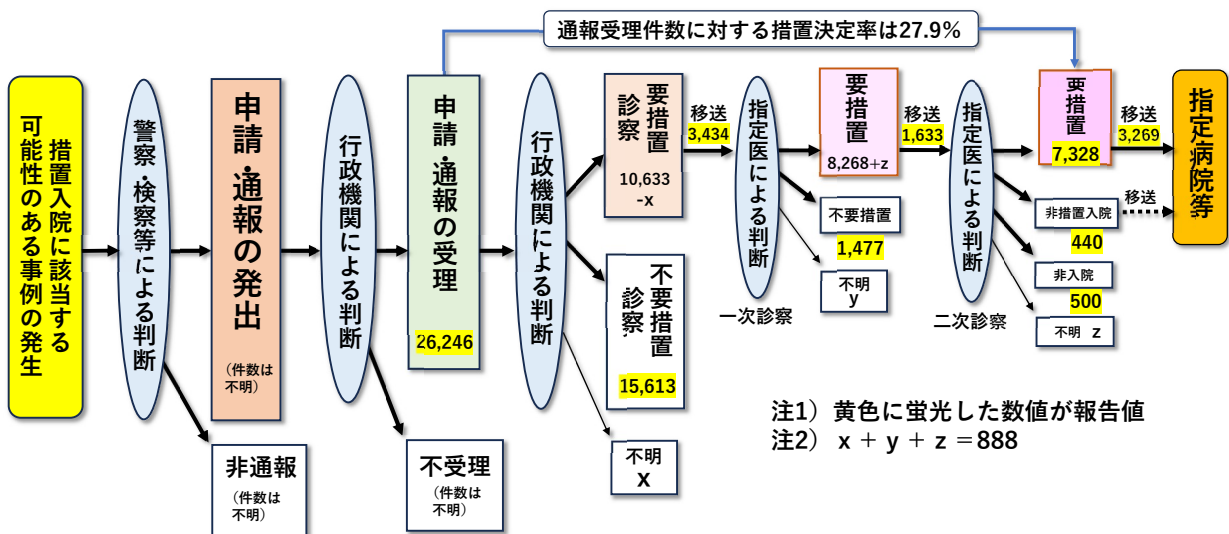 通報受理件数に対する措置決定率は27.9%
措置入院に該当する
可能性のある事例の発生
警察・検察等による判断
申請・通報の発出
(件数は
不明)
非通報
(件数は
不明)
行政機関による判断
申請・通報の受理
26,246
不受理
(件数は
不明)
行政機関による判断
要措置
診察
10,633
-x
不要措置
診察
15,613
不明
x
移送
3,434
指定医による判断
一次診察
要措置
8,268+z
不要措置
1,477
不明
y
移送
1,633
指定医による判断
二次診察
要措置
7,328
非措置入院
440
非入院
500
不明 z
移送
3,269
移送
指定病院等
注1) 黄色に蛍光した数値が報告値
注2) x + y + z =888